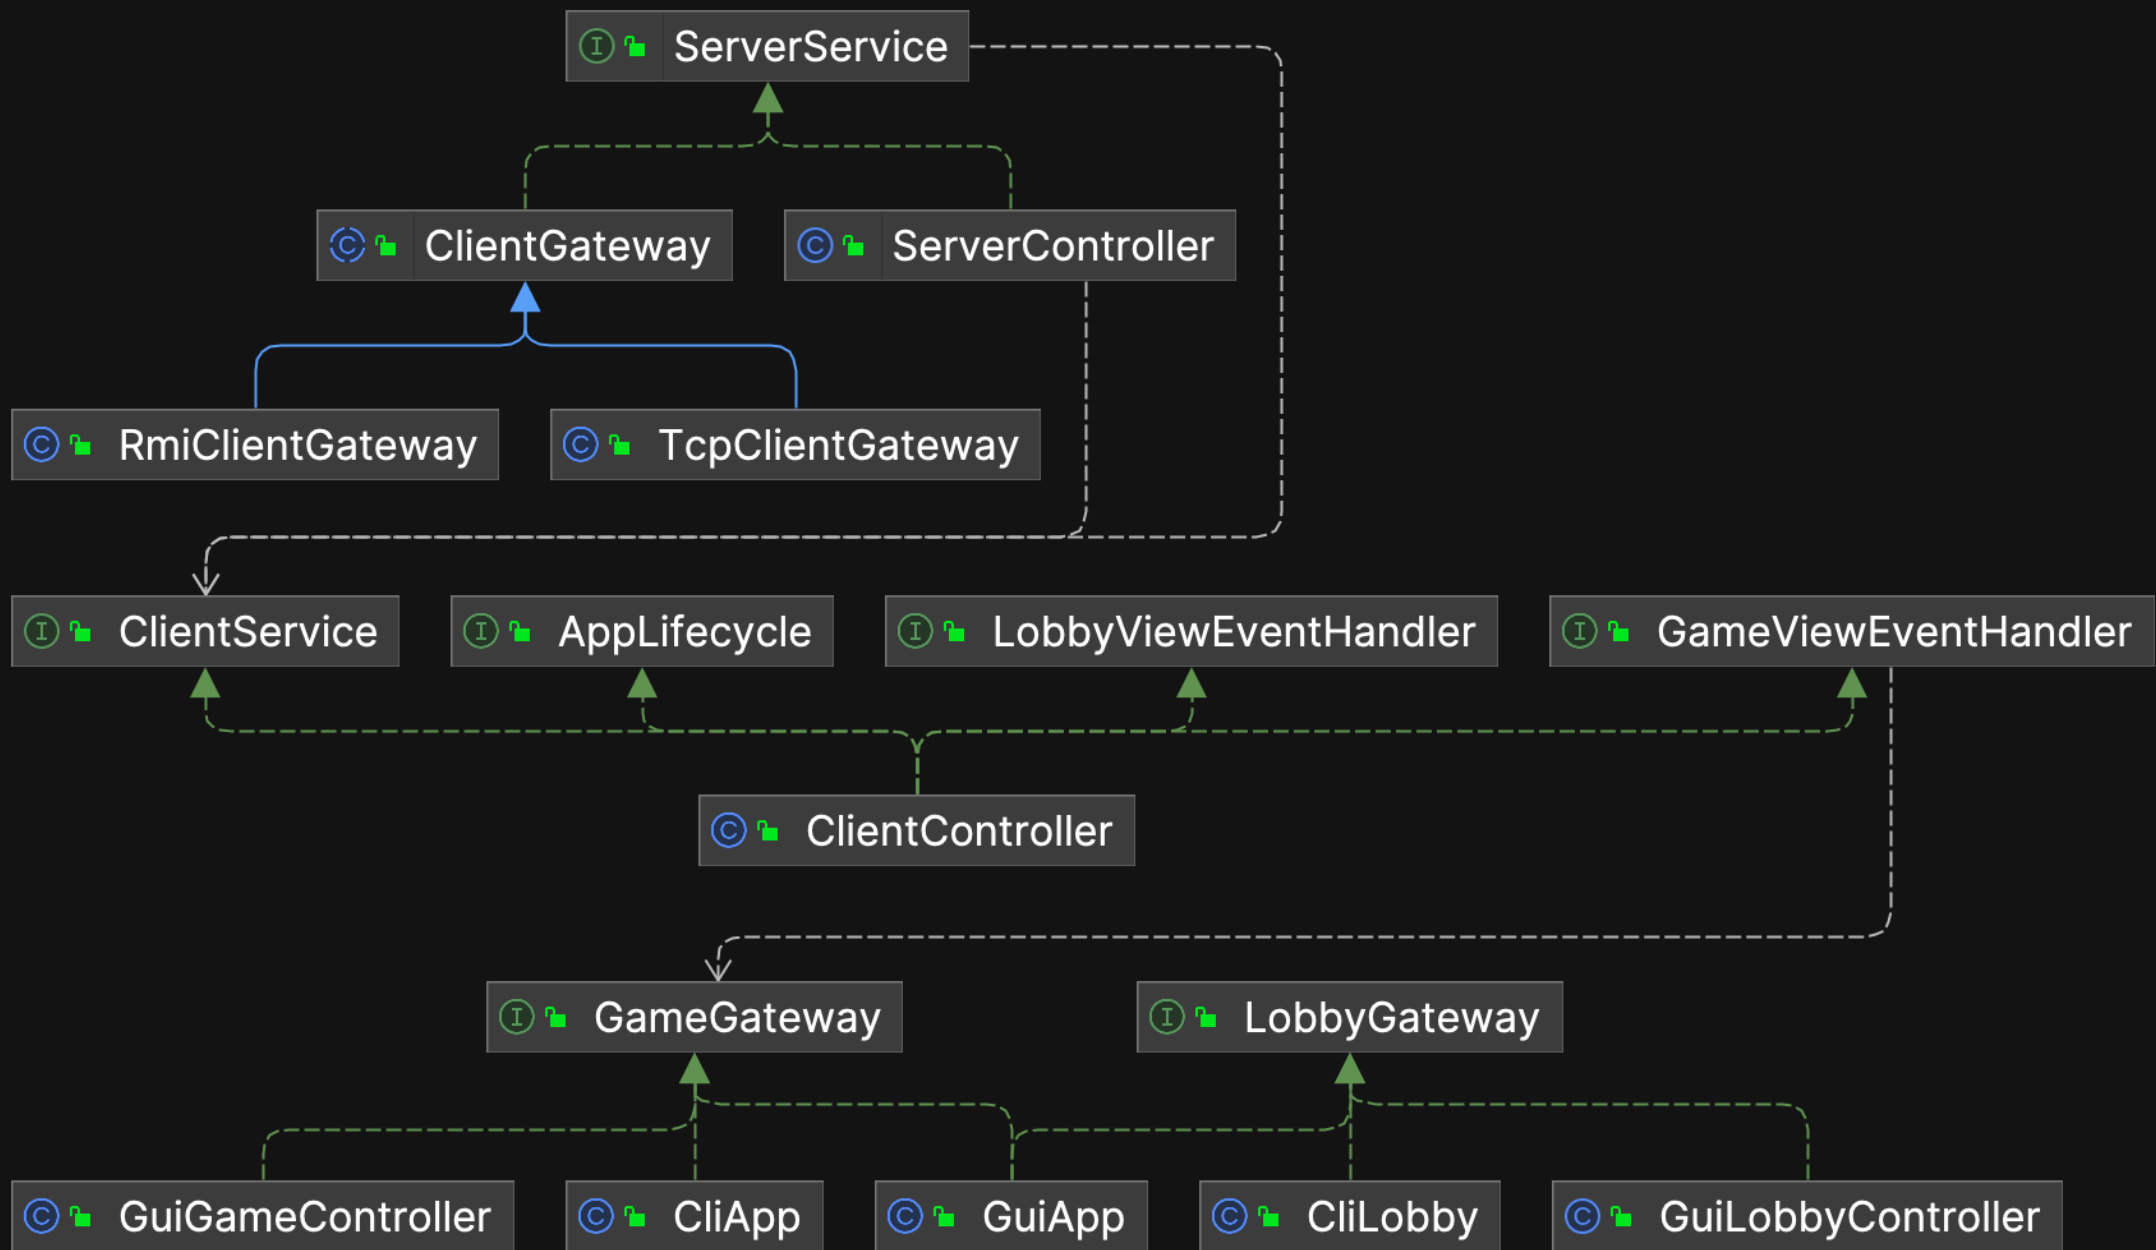 ServerService
ClientGateway
ServerController
RmiClientGateway
TcpClientGateway
ClientService
AppLifecycle
LobbyViewEventHandler
GameViewEventHandler
ClientController
GameGateway
LobbyGateway
GuiGameController
CliApp
GuiApp
CliLobby
GuiLobbyController